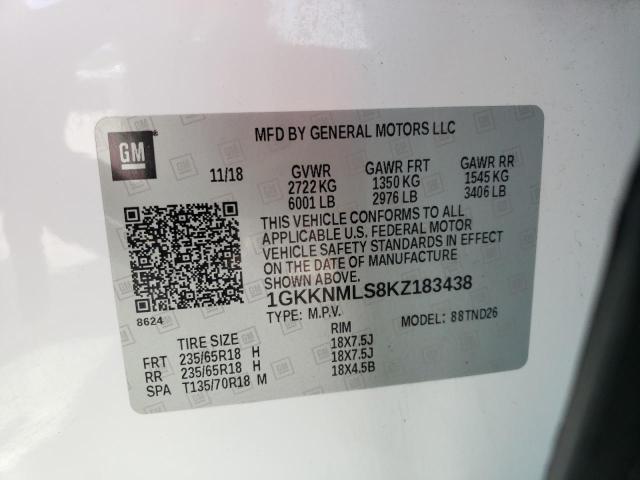 GM
MFD BY GENERAL MOTORS LLC
11/18 GVWR GAWR FRT GAWR RR
2722 KG 1350 KG 1545 KG
6001 LB 2976 LB 3406 LB
THIS VEHICLE CONFORMS TO ALL
APPLICABLE U.S. FEDERAL MOTOR
VEHICLE SAFETY STANDARDS IN EFFECT
ON THE DATE OF MANUFACTURE
SHOWN ABOVE.
1GKKNMLS8KZ183438
8624
TYPE: M.P.V. MODEL: 88TND26
TIRE SIZE RIM
FRT 235/65R18 H 18X7.5J
RR 235/65R18 H 18X7.5J
SPA T135/70R18 M 18X4.5B